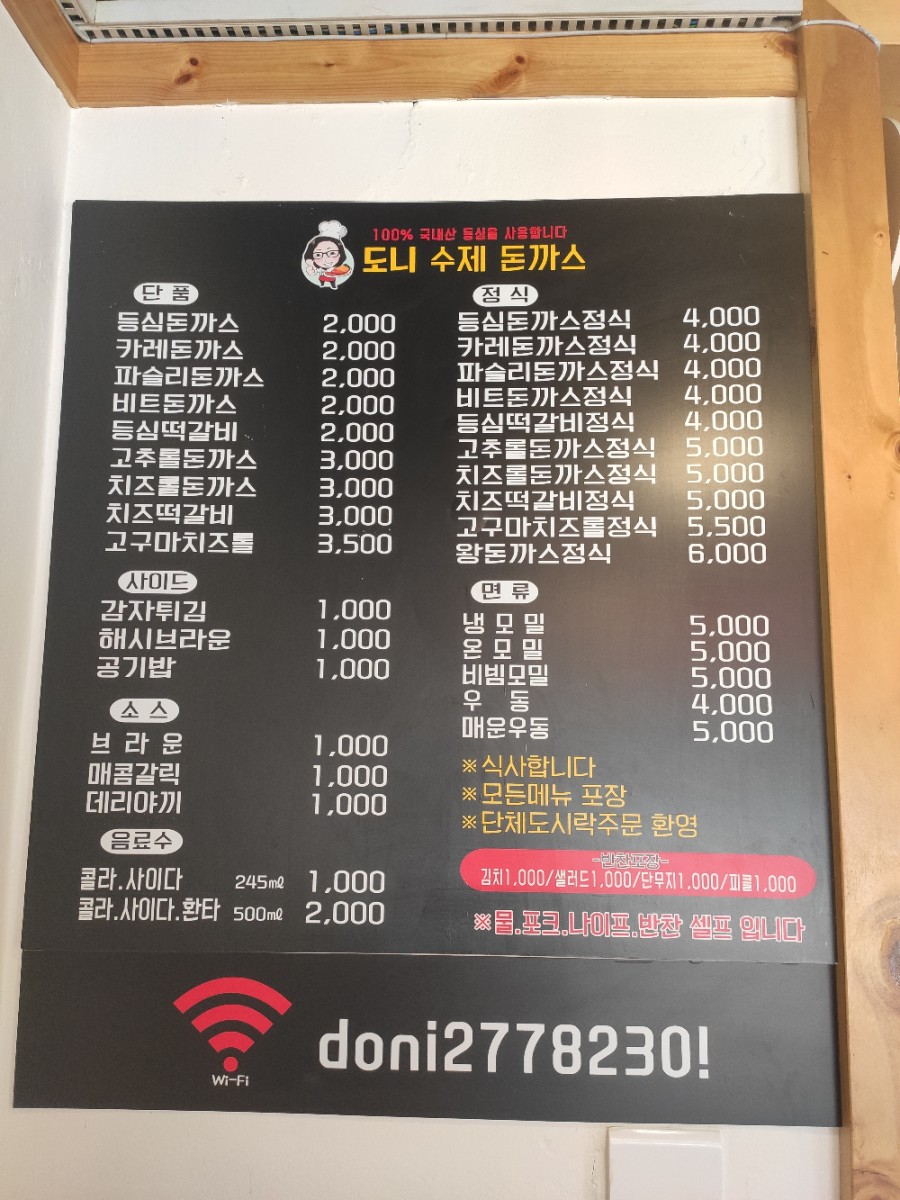 100% 국내산 등심을 사용합니다
도니 수제 돈까스
단품
등심돈까스 2,000
카레돈까스 2,000
파슬리돈까스 2,000
비트돈까스 2,000
등심떡갈비 2,000
고추롤돈까스 3,000
치즈롤돈까스 3,000
치즈떡갈비 3,000
고구마치즈롤 3,500
사이드
감자튀김 1,000
해시브라운 1,000
공기밥 1,000
소스
브라운 1,000
매콤갈릭 1,000
데리야끼 1,000
음료수
콜라.사이다 245㎖ 1,000
콜라.사이다.환타 500㎖ 2,000
정식
등심돈까스정식 4,000
카레돈까스정식 4,000
파슬리돈까스정식 4,000
비트돈까스정식 4,000
등심떡갈비정식 4,000
고추롤돈까스정식 5,000
치즈롤돈까스정식 5,000
치즈떡갈비정식 5,000
고구마치즈롤정식 5,500
왕돈까스정식 6,000
면류
냉모밀 5,000
온모밀 5,000
비빔모밀 5,000
우동 4,000
매운우동 5,000
※식사합니다
※모든메뉴 포장
※단체도시락주문 환영
-반찬포장-
김치1,000/샐러드1,000/단무지1,000/피클1,000
※물.포크.나이프.반찬 셀프 입니다
Wi-Fi
doni2778230!